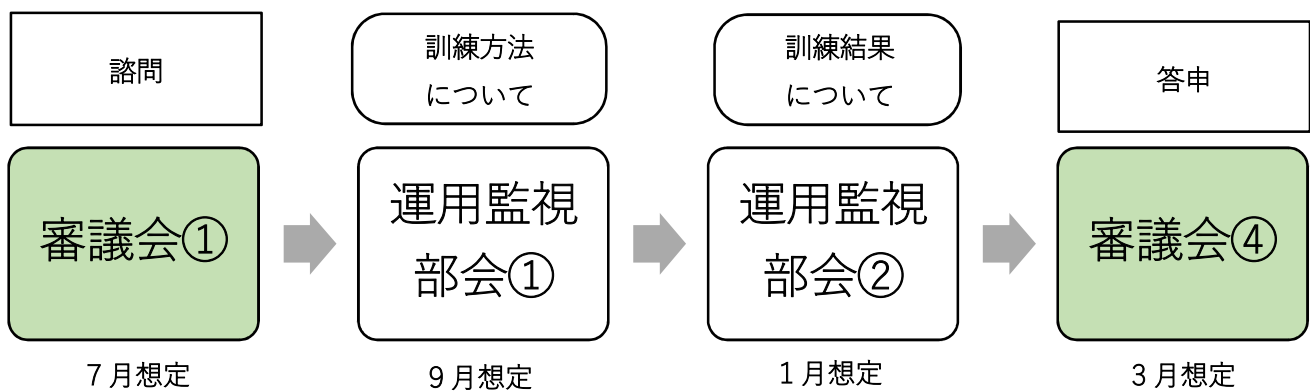 諮問
訓練方法
について
訓練結果
について
答申
審議会①
運用監視
部会①
運用監視
部会②
審議会④
7月想定
9月想定
1月想定
3月想定